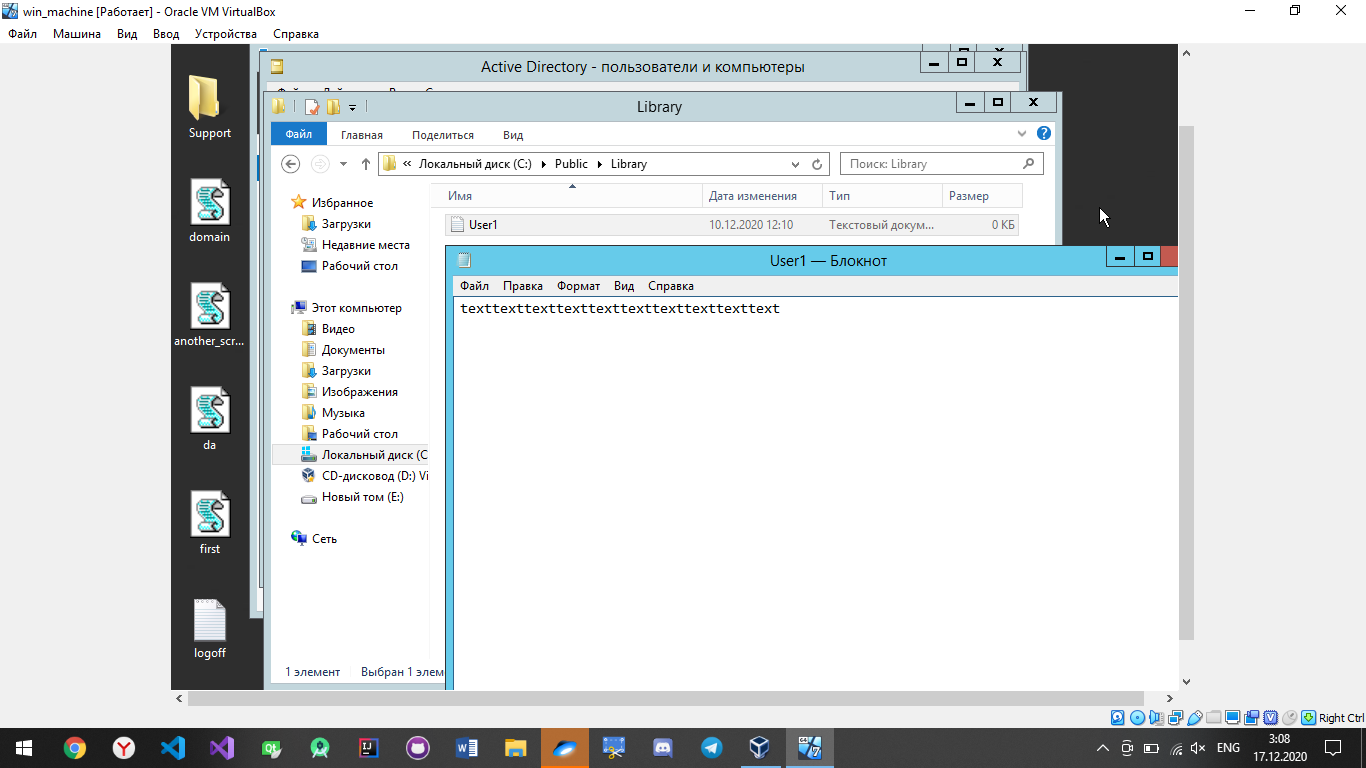 win_machine [Работает] - Oracle VM VirtualBox
Файл Машина Вид Ввод Устройства Справка
Active Directory - пользователи и компьютеры
Library
Файл Главная Поделиться Вид
« Локальный диск (C:) Public Library
Поиск: Library
Имя Дата изменения Тип Размер
User1 10.12.2020 12:10 Текстовый докум... 0 КБ
Избранное
Загрузки
Недавние места
Рабочий стол
Этот компьютер
Видео
Документы
Загрузки
Изображения
Музыка
Рабочий стол
Локальный диск (C
CD-дисковод (D:) Vi
Новый том (E:)
Сеть
1 элемент Выбран 1 элем
User1 — Блокнот
Файл Правка Формат Вид Справка
texttexttexttexttexttexttexttexttexttext
Support
domain
another_scr...
da
first
logoff
Right Ctrl
ENG
3:08
17.12.2020